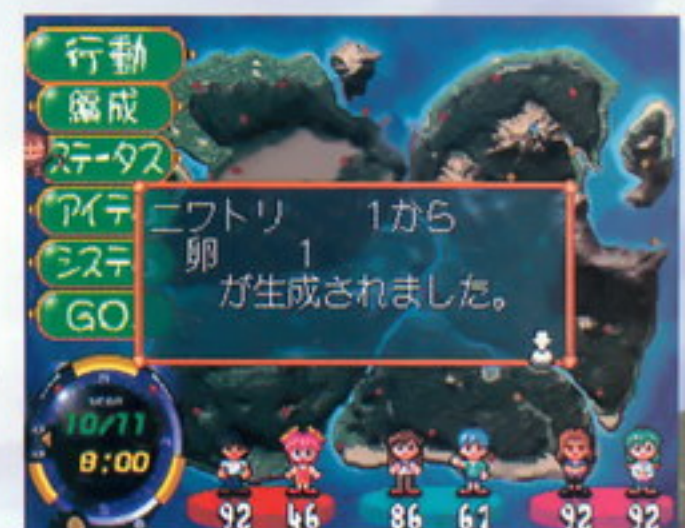 行動
編成
ステータス
アイテ
システ
GO
ニワトリ 1から
卵 1
が生成されました。
10/11
8:00
92 46 86 61 92 92